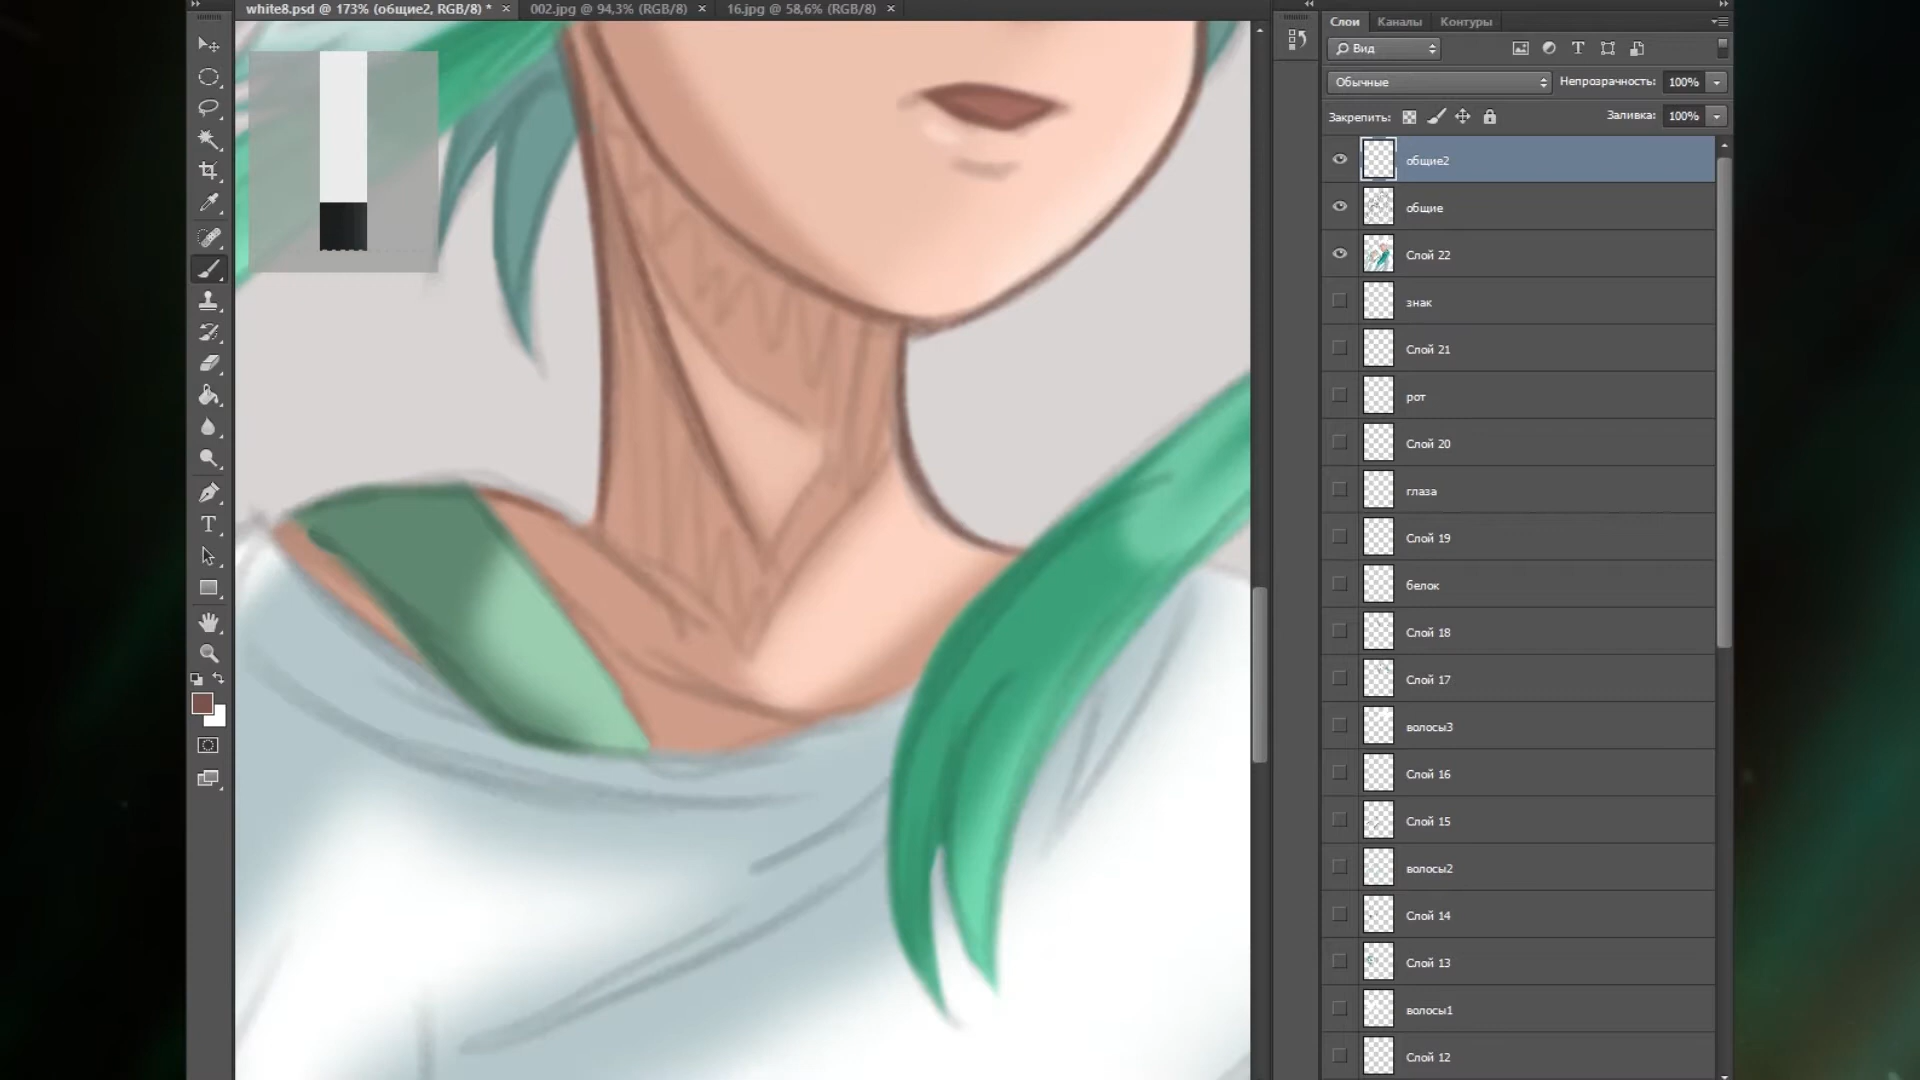 white8.psd @ 173% (общие2, RGB/8) *
002.jpg @ 94,3% (RGB/8)
16.jpg @ 58,6% (RGB/8)
Слои
Каналы
Контуры
Вид
Обычные
Непрозрачность: 100%
Закрепить:
Заливка: 100%
общие2
общие
Слой 22
знак
Слой 21
рот
Слой 20
глаза
Слой 19
белок
Слой 18
Слой 17
волосы3
Слой 16
Слой 15
волосы2
Слой 14
Слой 13
волосы1
Слой 12